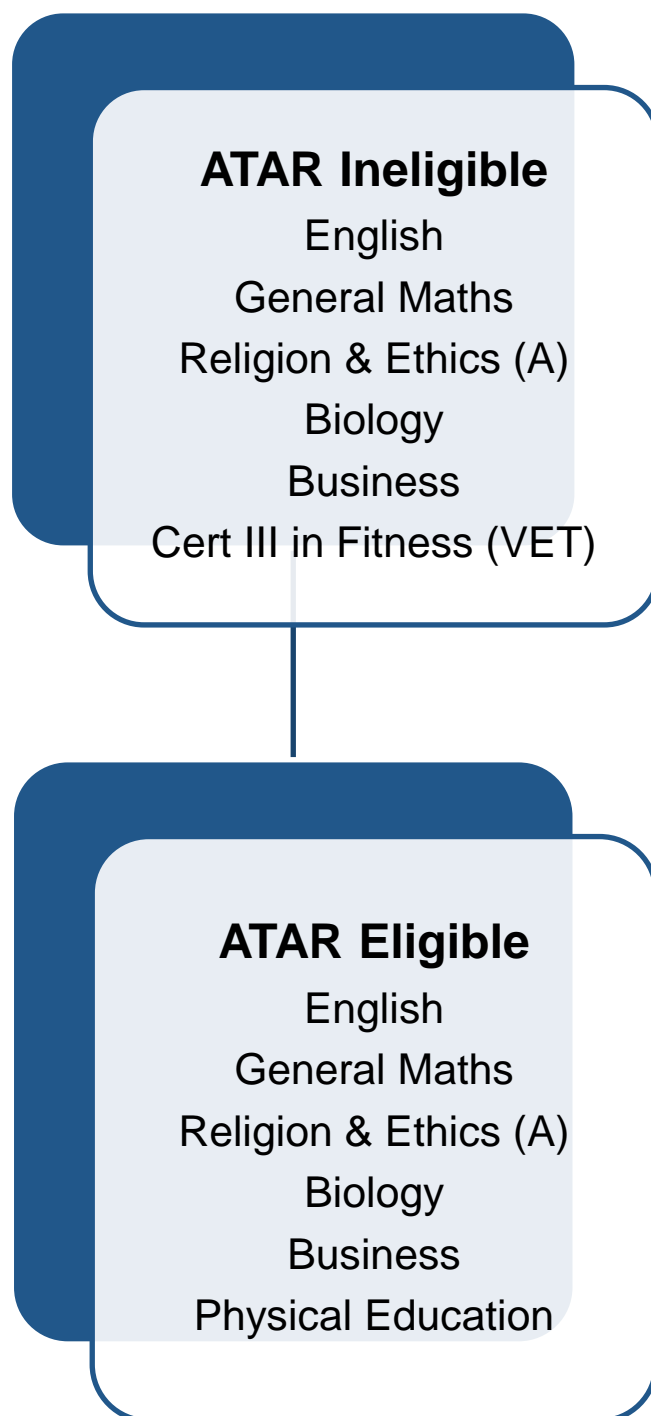 ATAR Ineligible
English
General Maths
Religion & Ethics (A)
Biology
Business
Cert III in Fitness (VET)
ATAR Eligible
English
General Maths
Religion & Ethics (A)
Biology
Business
Physical Education